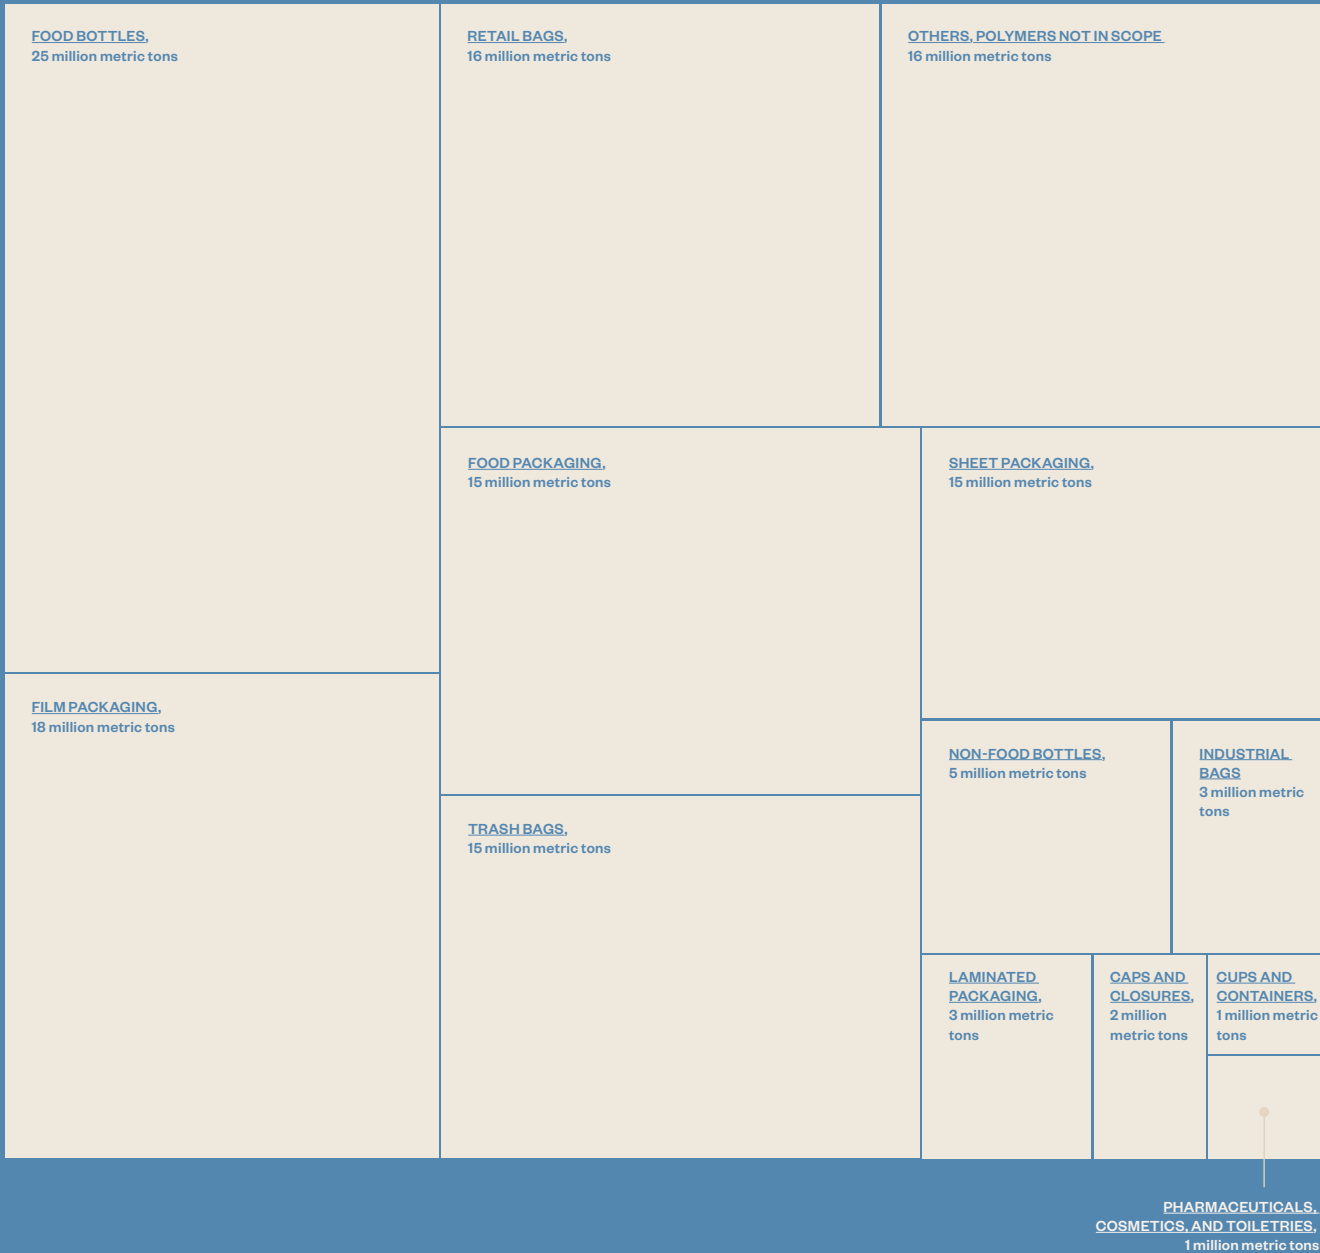 FOOD BOTTLES,
25 million metric tons
RETAIL BAGS,
16 million metric tons
OTHERS, POLYMERS NOT IN SCOPE
16 million metric tons
FOOD PACKAGING,
15 million metric tons
SHEET PACKAGING,
15 million metric tons
FILM PACKAGING,
18 million metric tons
NON-FOOD BOTTLES,
5 million metric tons
INDUSTRIAL
BAGS
3 million metric
tons
TRASH BAGS,
15 million metric tons
LAMINATED
PACKAGING,
3 million metric
tons
CAPS AND
CLOSURES,
2 million
metric tons
CUPS AND
CONTAINERS,
1 million metric
tons
PHARMACEUTICALS,
COSMETICS, AND TOILETRIES,
1 million metric tons